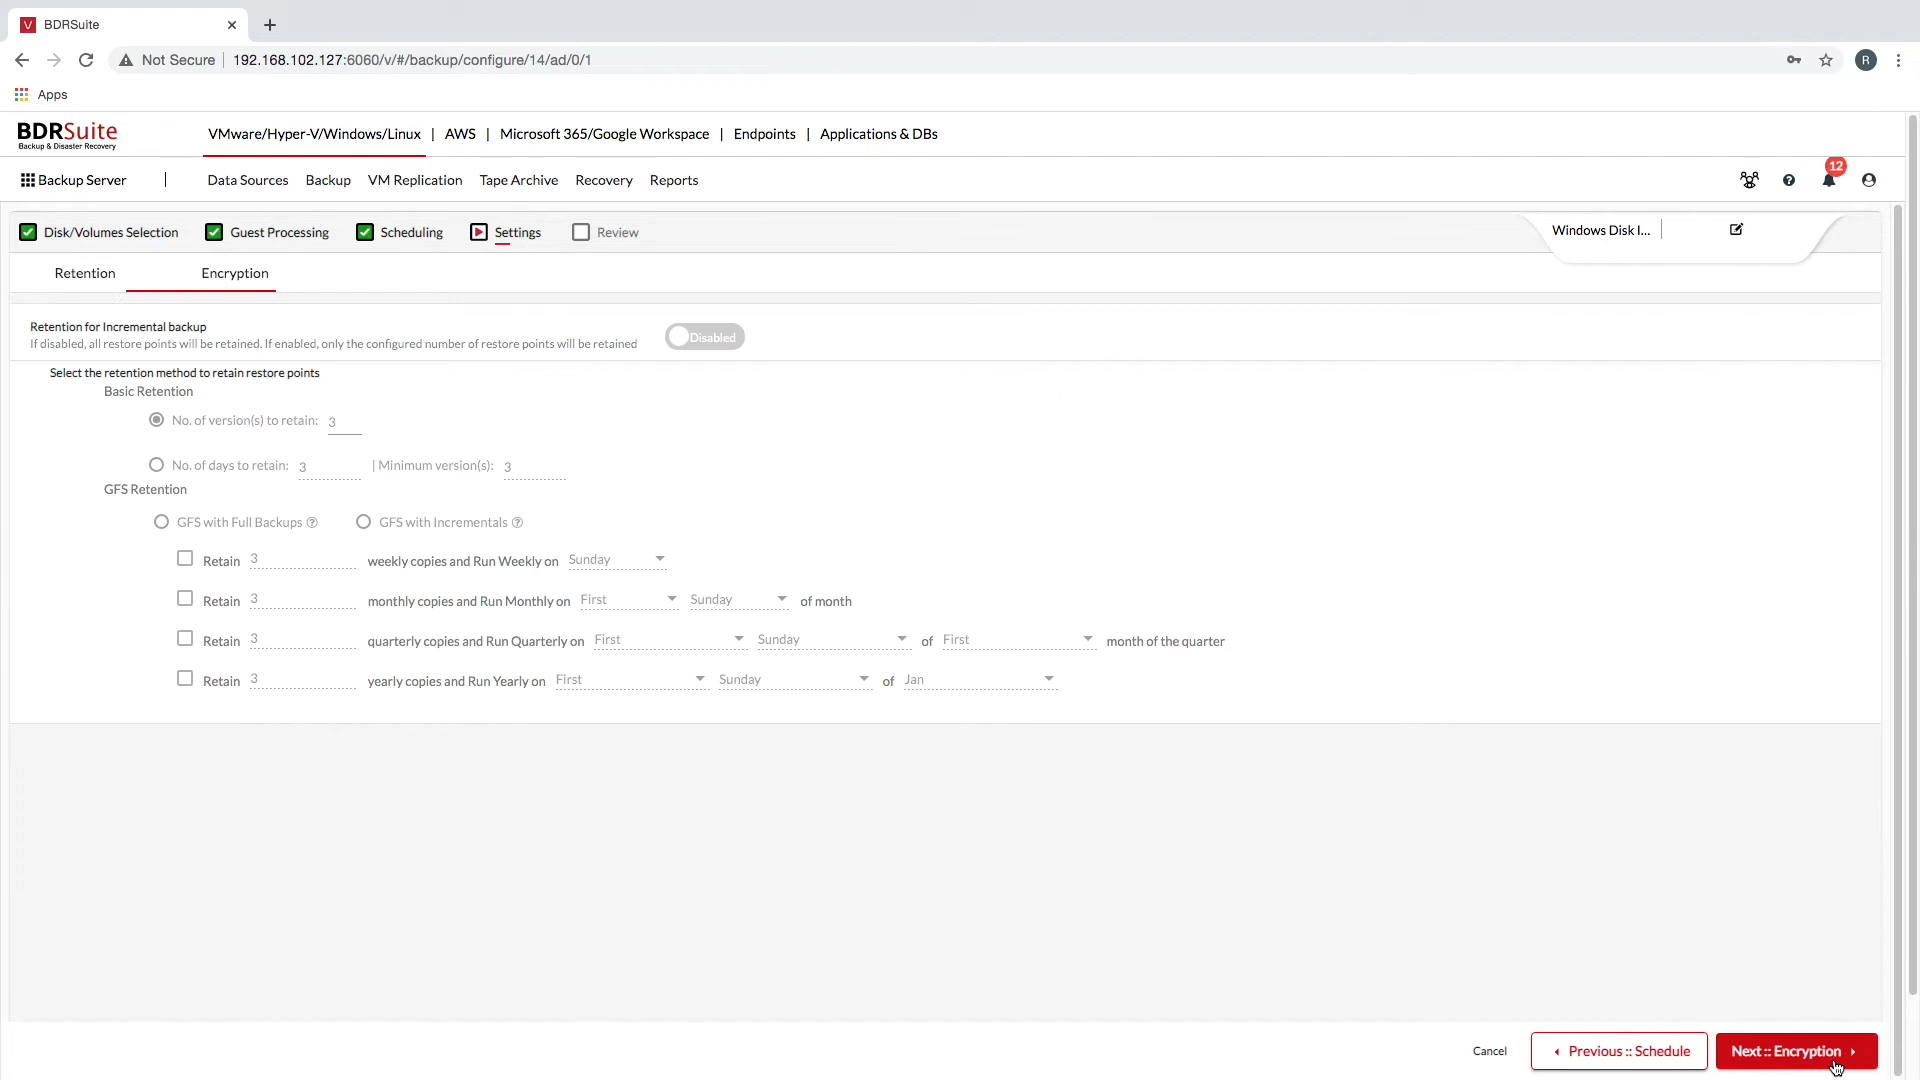 BDRSuite
Not Secure 192.168.102.127:6060/v/#/backup/configure/14/ad/0/1
R
Apps
BDRSuite
Backup & Disaster Recovery
VMware/Hyper-V/Windows/Linux | AWS | Microsoft 365/Google Workspace | Endpoints | Applications & DBs
Backup Server | Data Sources Backup VM Replication Tape Archive Recovery Reports
12
Disk/Volumes Selection Guest Processing Scheduling Settings Review
Windows Disk I...
Retention Encryption
Retention for Incremental backup
If disabled, all restore points will be retained. If enabled, only the configured number of restore points will be retained
Disabled
Select the retention method to retain restore points
Basic Retention
No. of version(s) to retain: 3
No. of days to retain: 3 | Minimum version(s): 3
GFS Retention
GFS with Full Backups GFS with Incrementals
Retain 3 weekly copies and Run Weekly on Sunday
Retain 3 monthly copies and Run Monthly on First Sunday of month
Retain 3 quarterly copies and Run Quarterly on First Sunday of First month of the quarter
Retain 3 yearly copies and Run Yearly on First Sunday of Jan
Cancel Previous :: Schedule Next :: Encryption